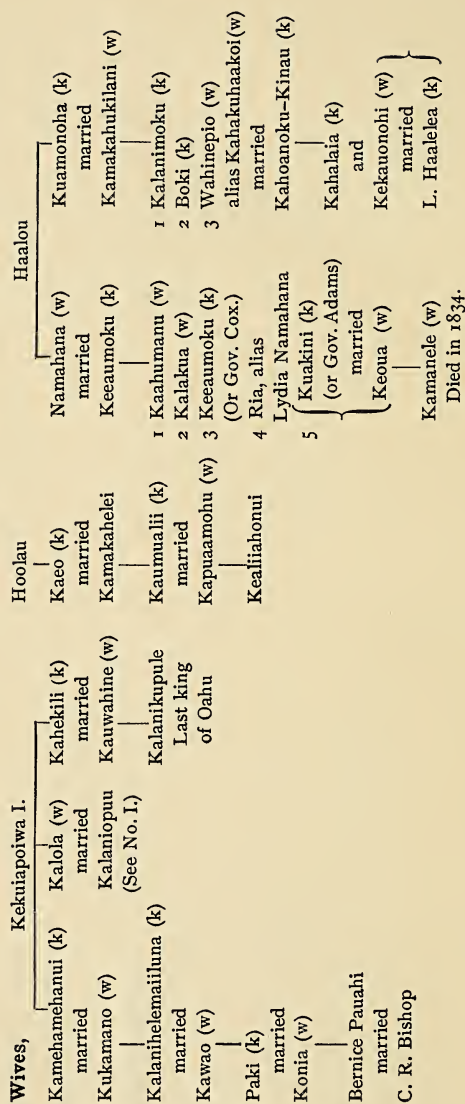 Wives,
Kekuiapoiwa I.
Kamehamehanui (k)
married
Kukamano (w)
Kalanihelemaiiluna (k)
married
Kawao (w)
Paki (k)
married
Konia (w)
Bernice Pauahi
married
C. R. Bishop
Kalola (w)
married
Kalaniopuu
(See No. I.)
Kahekili (k)
married
Kauwahine (w)
Kalanikupule
Last king
of Oahu
Hoolau
Kaeo (k)
married
Kamakahelei
Kaumualii (k)
married
Kapuaamohu (w)
Kealiiahonui
Haalou
Namahana (w)
married
Keeaumoku (k)
1 Kaahumanu (w)
2 Kalakua (w)
3 Keeaumoku (k)
(Or Gov. Cox.)
4 Ria, alias
Lydia Namahana
5 Kuakini (k)
(or Gov. Adams)
married
Keoua (w)
Kamanele (w)
Died in 1834.
Kuamonoha (k)
married
Kamakahukilani (w)
1 Kalanimoku (k)
2 Boki (k)
3 Wahinepio (w)
alias Kahakuhaakoi (w)
married
Kahoanoku-Kinau (k)
Kahalaia (k)
and
Kekauonohi (w)
married
L. Haalelea (k)